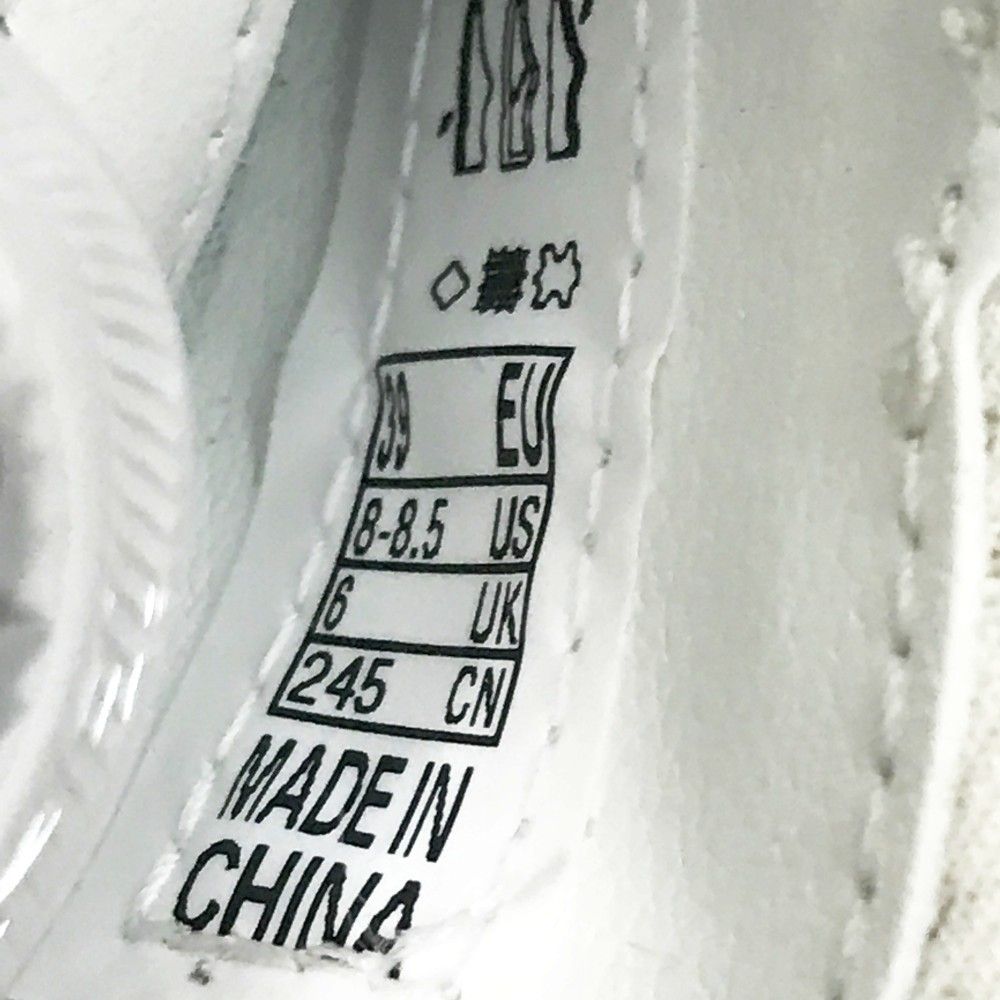 39 EU
8-8.5 US
6 UK
245 CN
MADE IN
CHINA